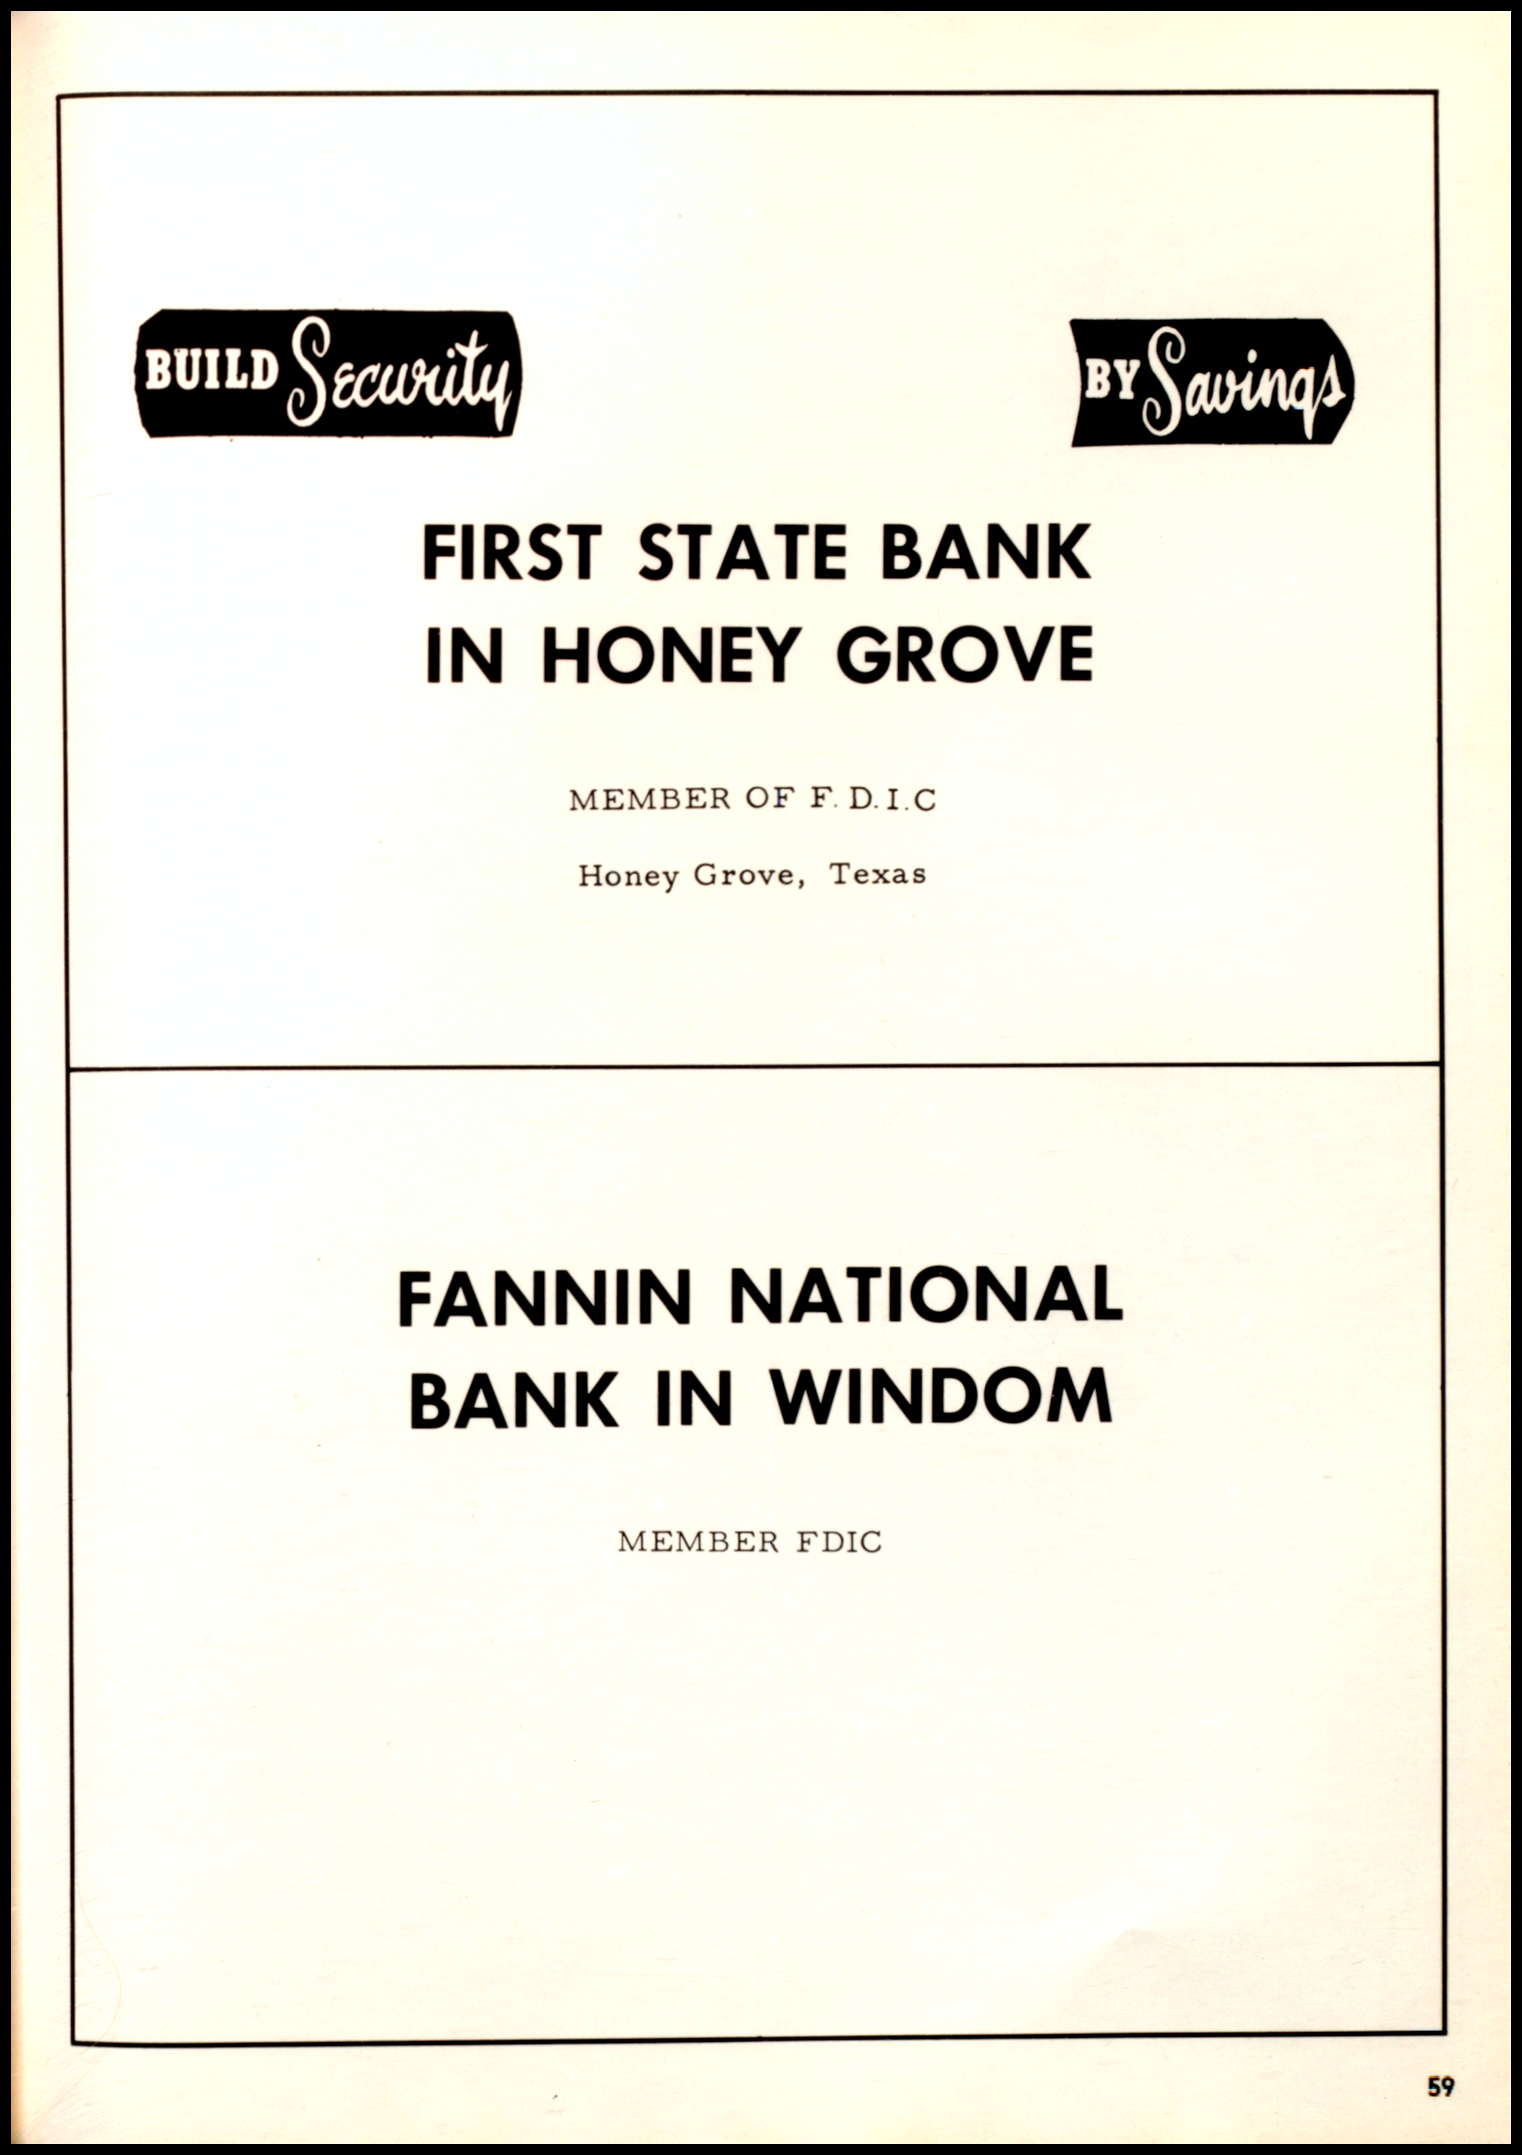 BUILD Security BY Savings
FIRST STATE BANK
IN HONEY GROVE
MEMBER OF F. D. I. C
Honey Grove, Texas
FANNIN NATIONAL
BANK IN WINDOM
MEMBER FDIC
59